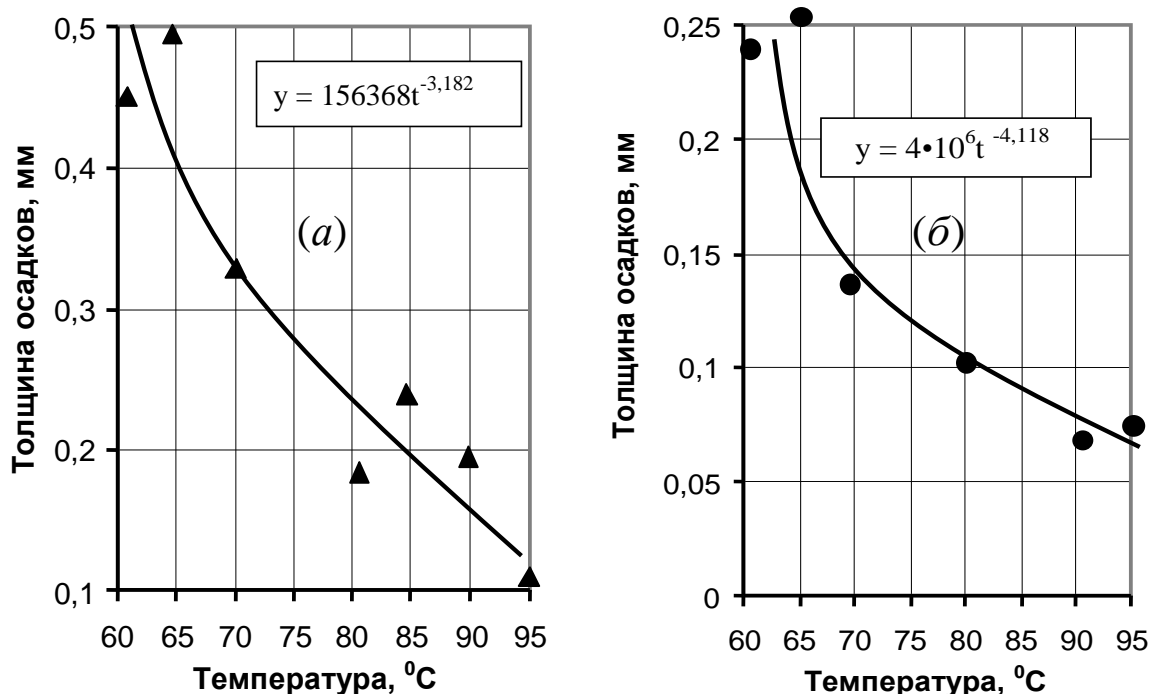 0,5
0,4
0,3
0,2
0,1
60 65 70 75 80 85 90 95
Толщина осадков, мм
Температура, ⁰С
y = 156368t^-3,182
(а)
0,25
0,2
0,15
0,1
0,05
0
60 65 70 75 80 85 90 95
Толщина осадков, мм
Температура, ⁰С
y = 4•10^6t ^-4,118
(б)